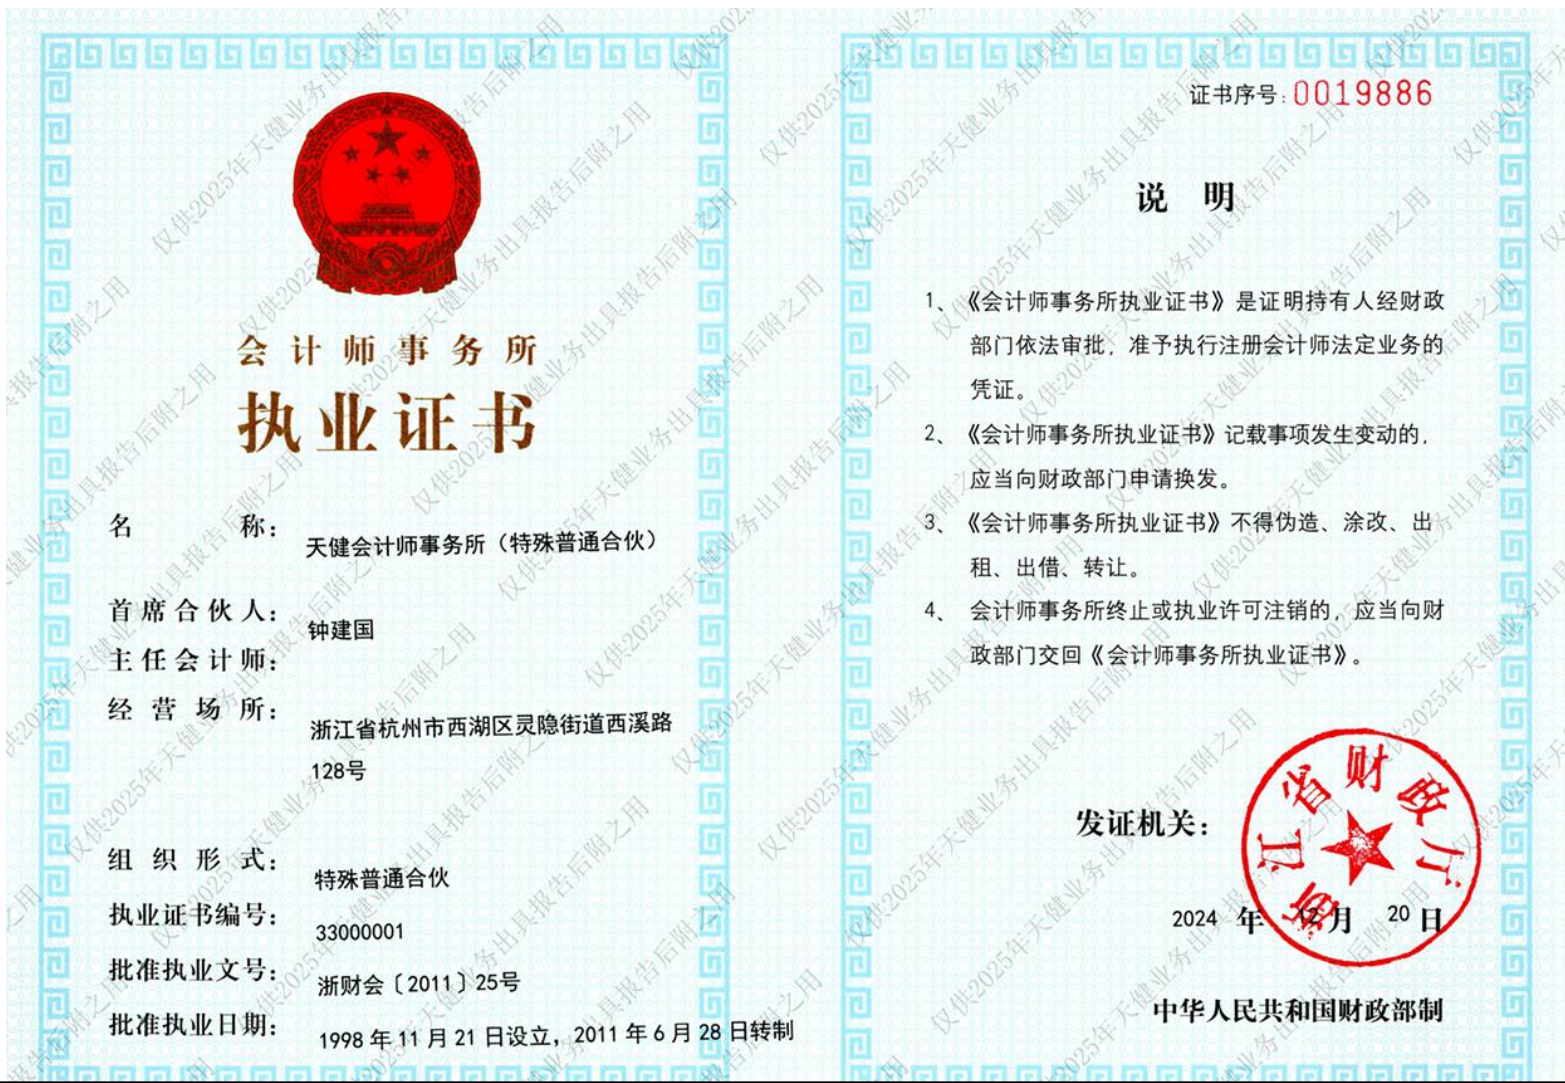 会计师事务所
执业证书
名 称：
天健会计师事务所（特殊普通合伙）
首席合伙人：
钟建国
主任会计师：
经营场所：
浙江省杭州市西湖区灵隐街道西溪路
128号
组织形式：
特殊普通合伙
执业证书编号：
33000001
批准执业文号：
浙财会〔2011〕25号
批准执业日期：
1998年11月21日设立，2011年6月28日转制
证书序号：0019886
说 明
1、《会计师事务所执业证书》是证明持有人经财政
部门依法审批，准予执行注册会计师法定业务的
凭证。
2、《会计师事务所执业证书》记载事项发生变动的，
应当向财政部门申请换发。
3、《会计师事务所执业证书》不得伪造、涂改、出
租、出借、转让。
4、会计师事务所终止或执业许可注销的，应当向财
政部门交回《会计师事务所执业证书》。
发证机关：
浙江省财政厅
2024年12月20日
中华人民共和国财政部制
仅供2025年天健业务出具报告后附之用